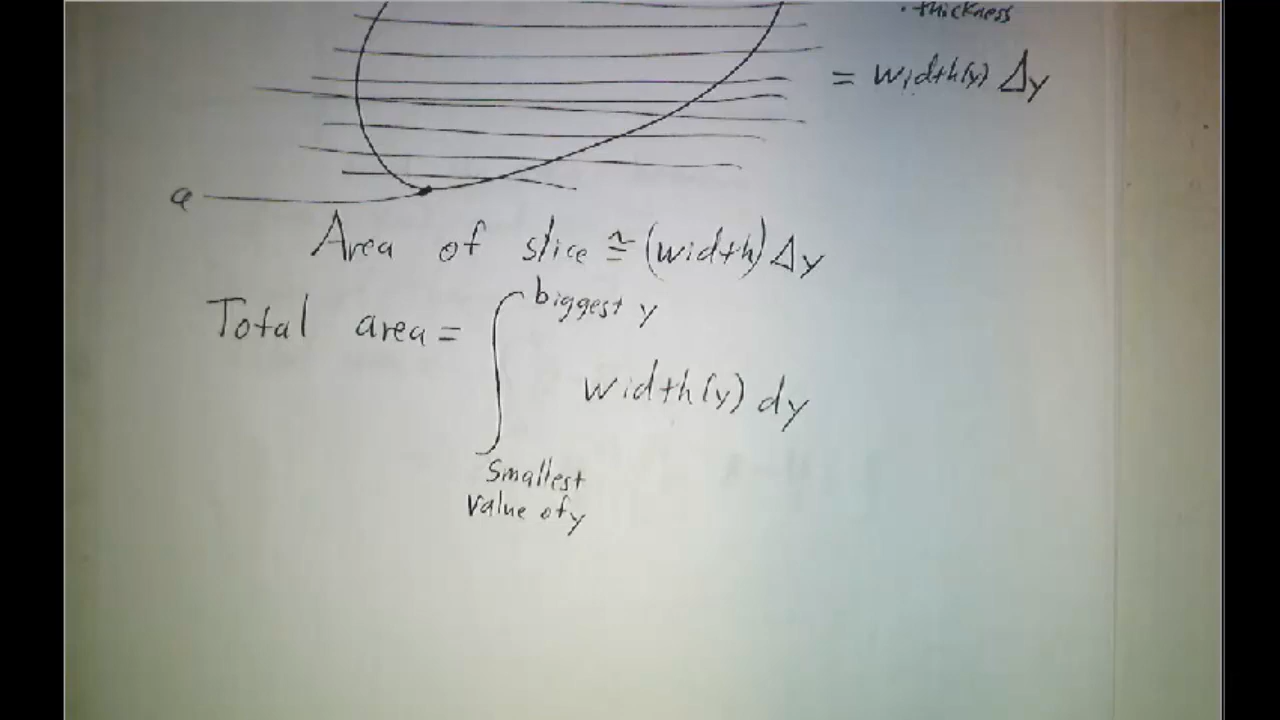 · thickness
= width(y) Δy
a
Area of slice ≅ (width) Δy
biggest y
Total area = ∫ width(y) dy
Smallest
value of y